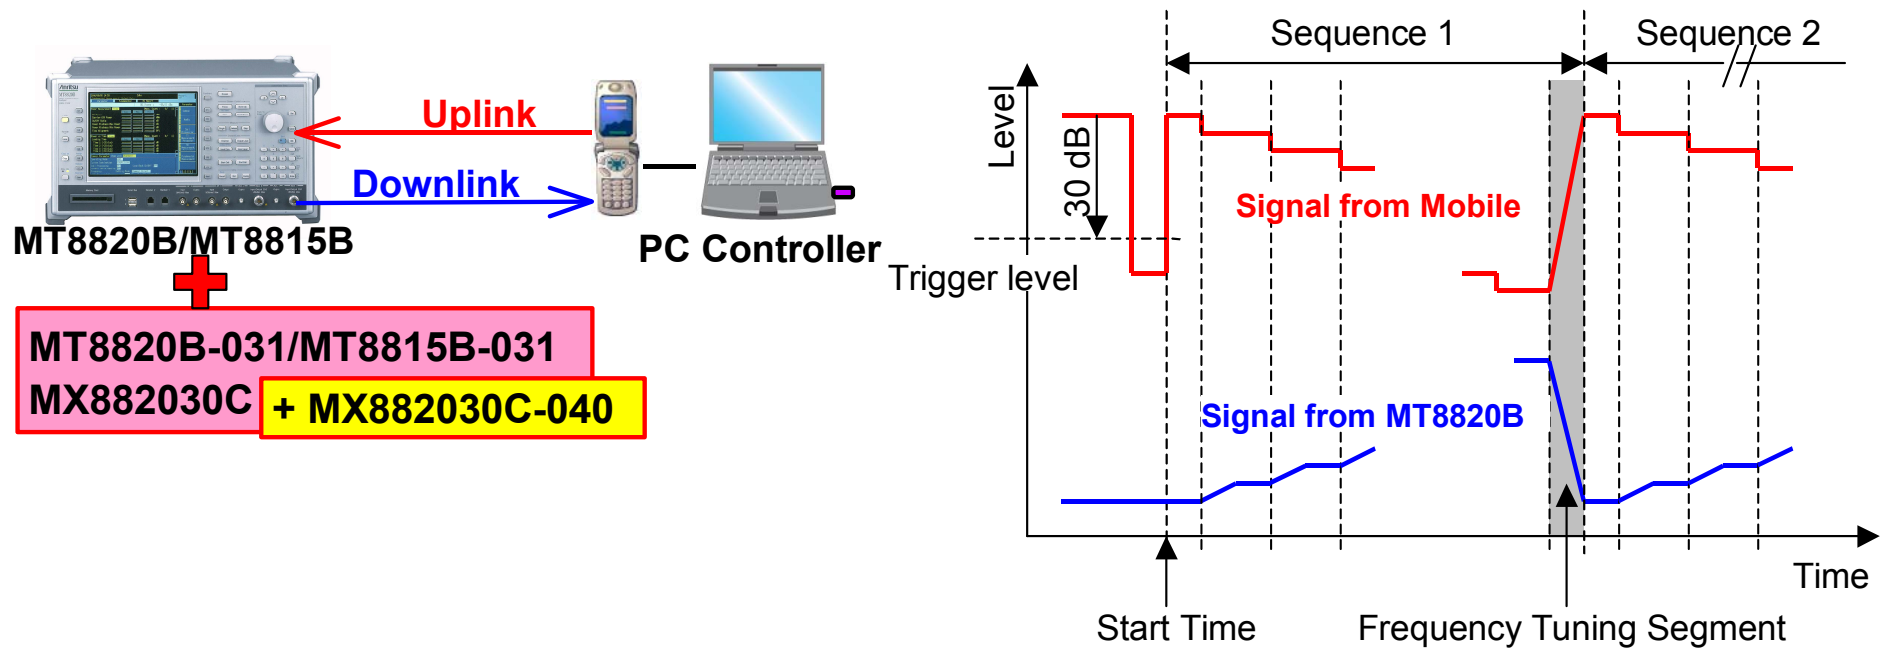 Anritsu
Uplink
Downlink
MT8820B/MT8815B
PC Controller
MT8820B-031/MT8815B-031
MX882030C
+ MX882030C-040
Sequence 1
Sequence 2
Level
30 dB
Trigger level
Signal from Mobile
Signal from MT8820B
Time
Start Time
Frequency Tuning Segment